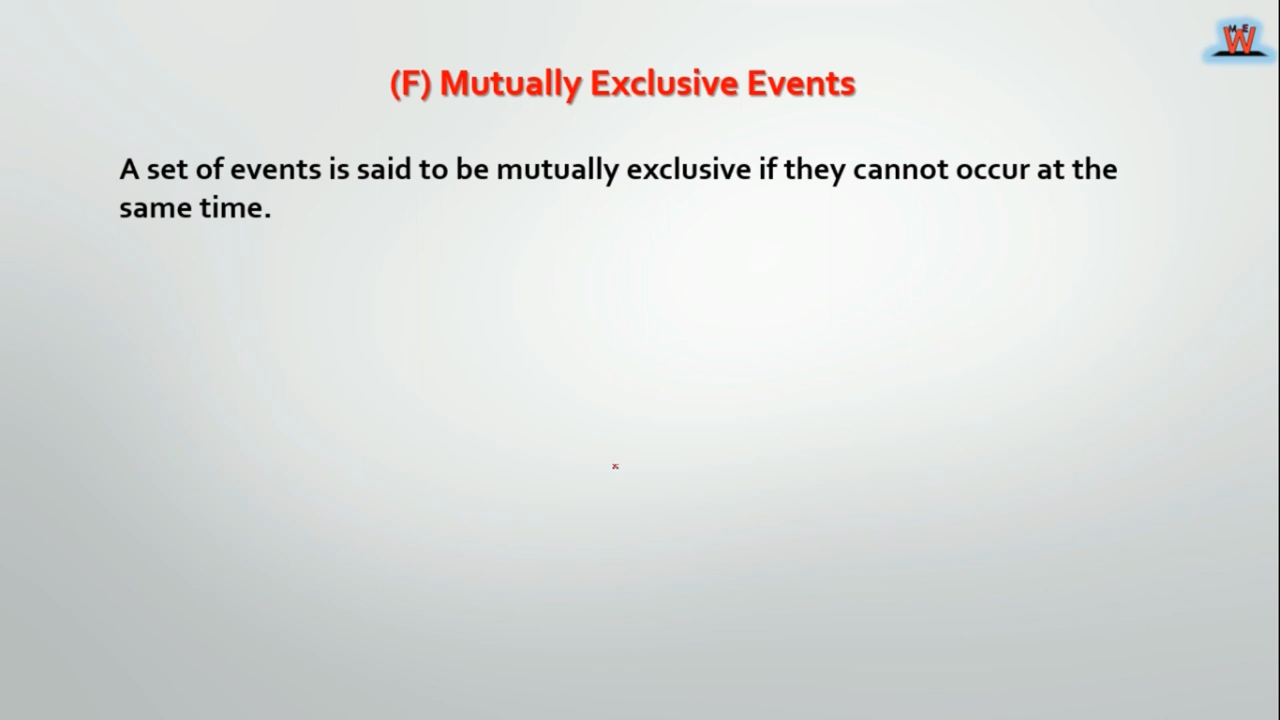 (F) Mutually Exclusive Events
A set of events is said to be mutually exclusive if they cannot occur at the
same time.